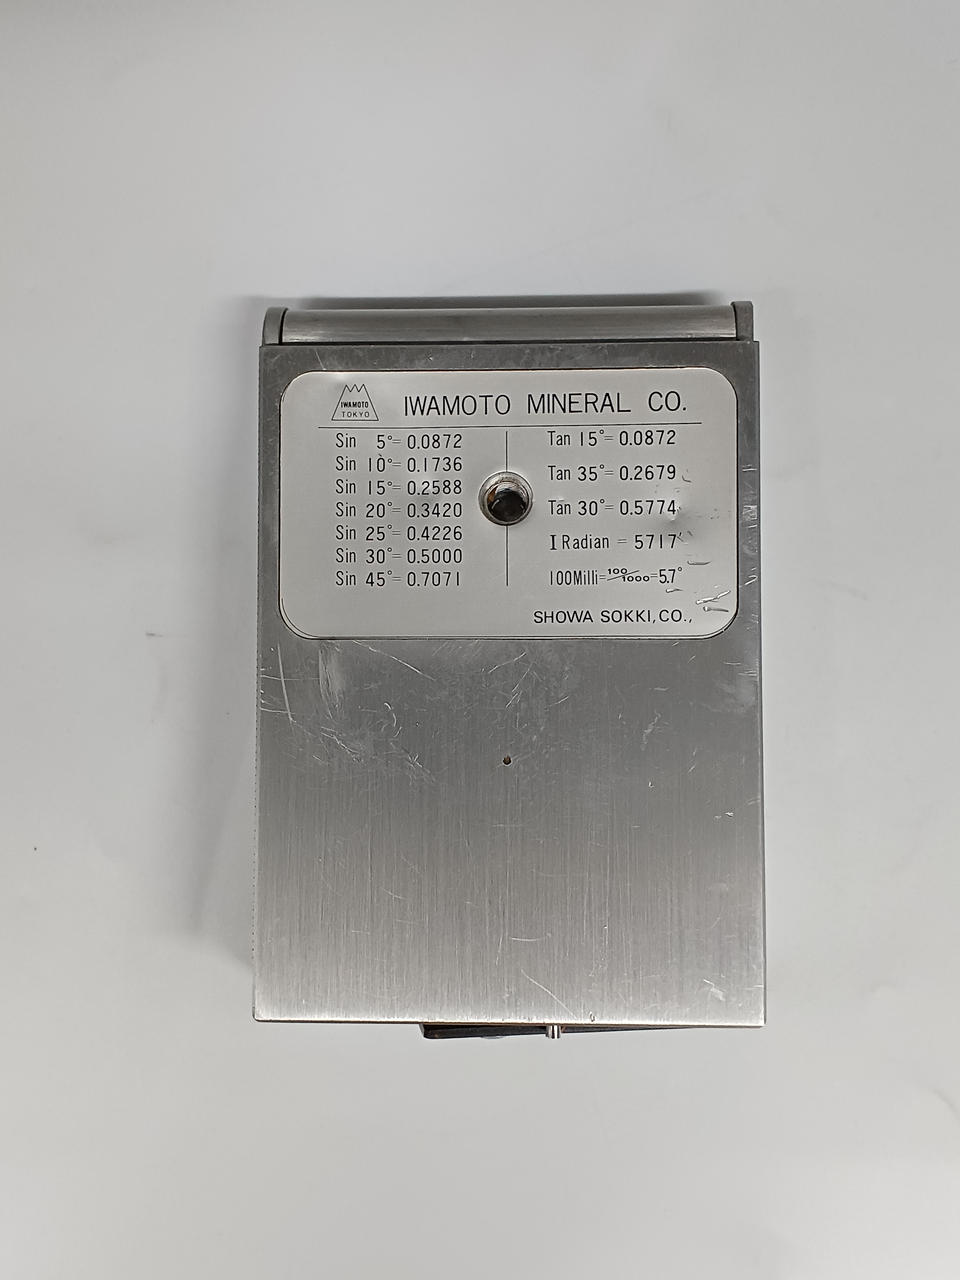 IWAMOTO
TOKYO
IWAMOTO MINERAL CO.
Sin 5°= 0.0872
Sin 10°= 0.1736
Sin 15°= 0.2588
Sin 20°= 0.3420
Sin 25°= 0.4226
Sin 30°= 0.5000
Sin 45°= 0.7071
Tan 15°= 0.0872
Tan 35°= 0.2679
Tan 30°= 0.5774
I Radian = 5717'
100Milli=100/1000=5.7°
SHOWA SOKKI,CO.,